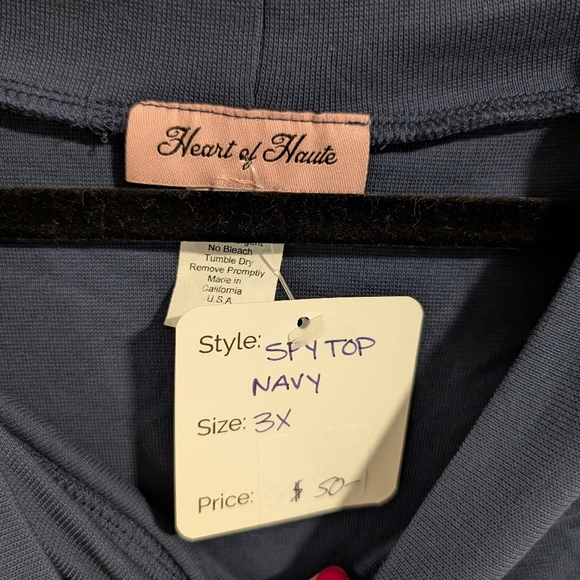 Heart of Haute
No Bleach
Tumble Dry
Remove Promptly
Made in
California
U.S.A
Style: SPY TOP
NAVY
Size: 3X
Price: $ 50-